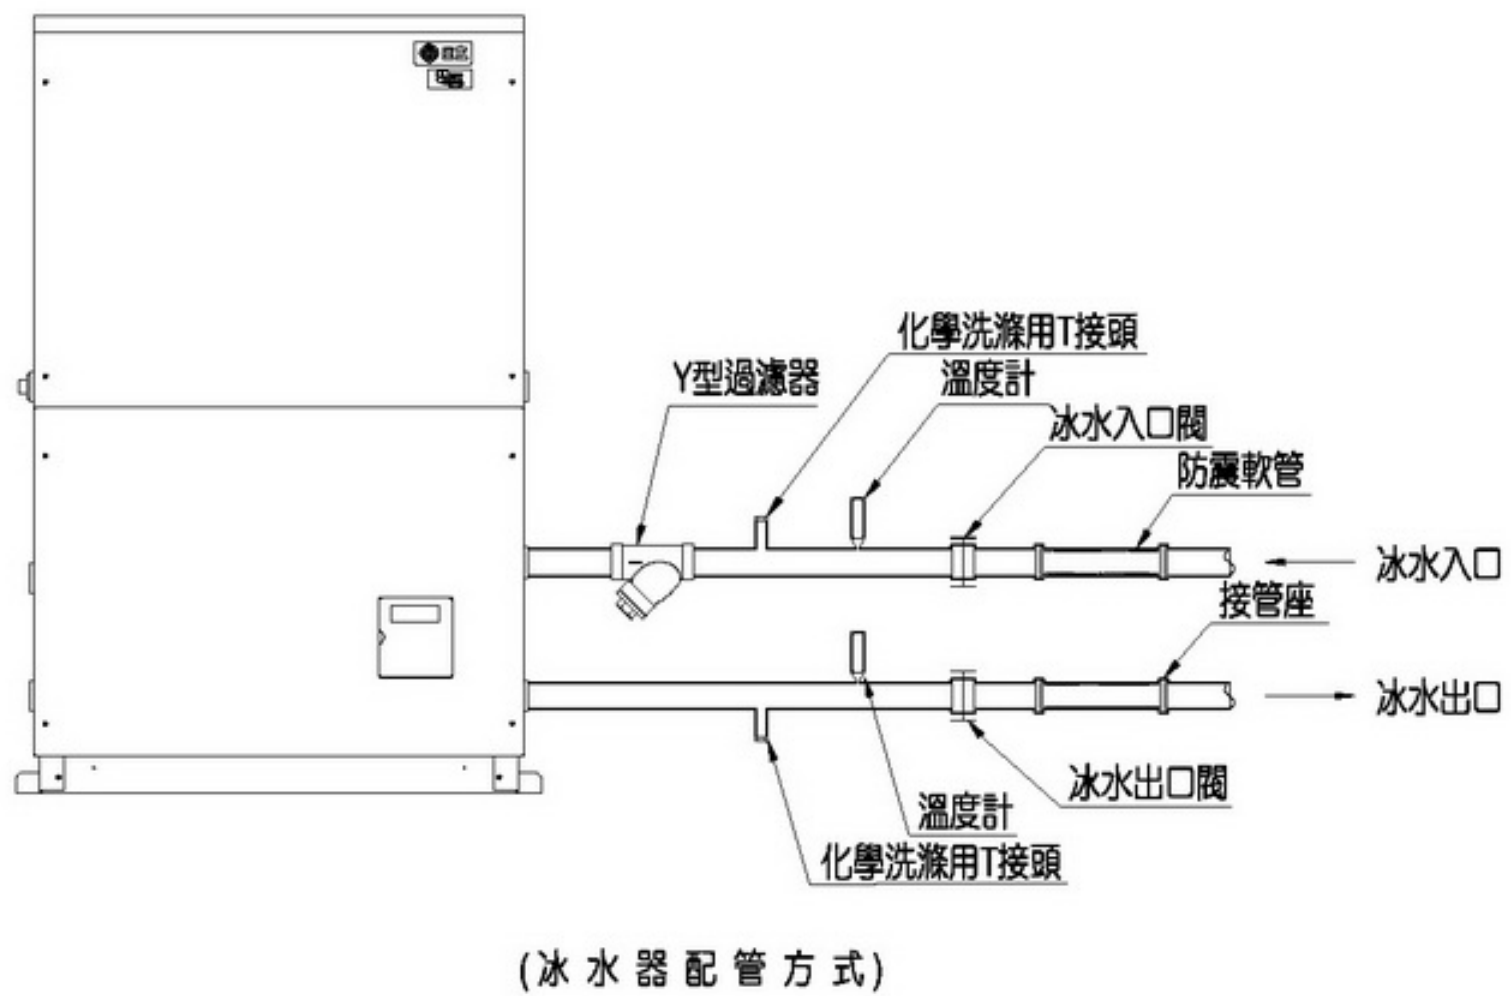 化學洗滌用T接頭
Y型過濾器
溫度計
冰水入口閥
防震軟管
冰水入口
接管座
冰水出口
冰水出口閥
溫度計
化學洗滌用T接頭
(冰水器配管方式)